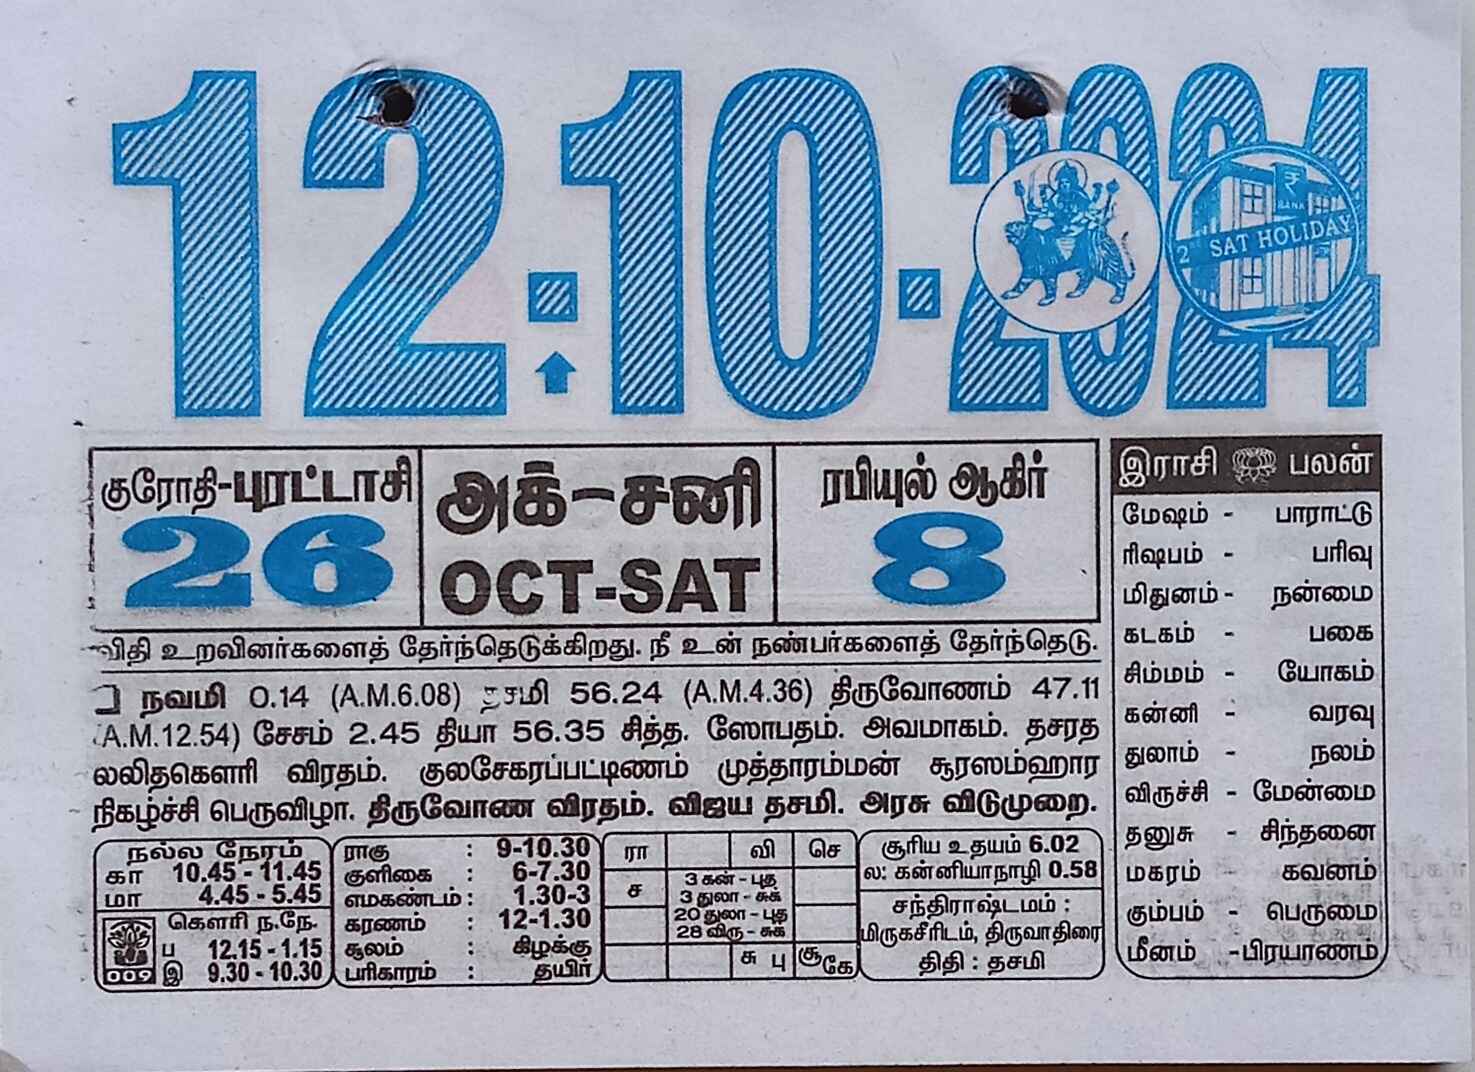 12.10.2024
BANK
2nd SAT HOLIDAY
குரோதி-புரட்டாசி
26
அக்-சனி
OCT-SAT
ரபியுல் ஆகிர்
8
விதி உறவினர்களைத் தேர்ந்தெடுக்கிறது. நீ உன் நண்பர்களைத் தேர்ந்தெடு.
நவமி 0.14 (A.M.6.08) தசமி 56.24 (A.M.4.36) திருவோணம் 47.11
(A.M.12.54) சேசம் 2.45 தியா 56.35 சித்த. ஸோபதம். அவமாகம். தசரத
லலிதகௌரி விரதம். குலசேகரப்பட்டிணம் முத்தாரம்மன் சூரஸம்ஹார
நிகழ்ச்சி பெருவிழா. திருவோண விரதம். விஜய தசமி. அரசு விடுமுறை.
நல்ல நேரம்
கா 10.45 - 11.45
மா 4.45 - 5.45
கௌரி ந.நே.
ப 12.15 - 1.15
இ 9.30 - 10.30
009
ராகு : 9-10.30
குளிகை : 6-7.30
எமகண்டம் : 1.30-3
கரணம் : 12-1.30
சூலம் : கிழக்கு
பரிகாரம் : தயிர்
ரா வி செ
ச
3 கன் - புத
3 துலா - சுக்
20 துலா - புத
28 விரு - சுக்
சு பு சூ கே
சூரிய உதயம் 6.02
ல: கன்னியாநாழி 0.58
சந்திராஷ்டமம் :
மிருகசீரிடம், திருவாதிரை
திதி : தசமி
இராசி பலன்
மேஷம் - பாராட்டு
ரிஷபம் - பரிவு
மிதுனம் - நன்மை
கடகம் - பகை
சிம்மம் - யோகம்
கன்னி - வரவு
துலாம் - நலம்
விருச்சி - மேன்மை
தனுசு - சிந்தனை
மகரம் - கவனம்
கும்பம் - பெருமை
மீனம் - பிரயாணம்